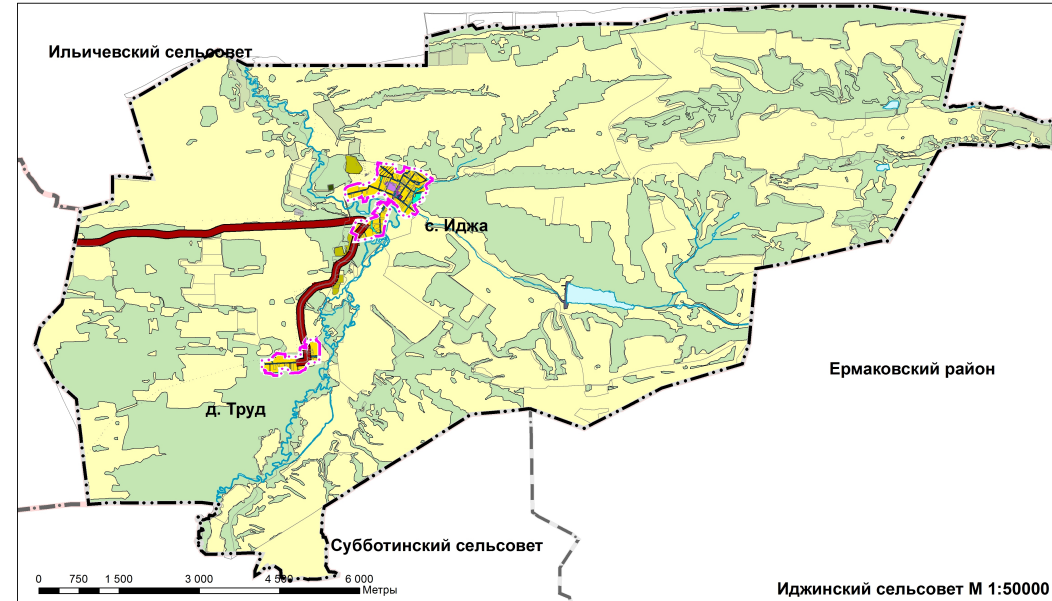 Ильичевский сельсовет
с. Иджа
Ермаковский район
д. Труд
Субботинский сельсовет
0 750 1 500 3 000 4 500 6 000
Метры
Иджинский сельсовет М 1:50000